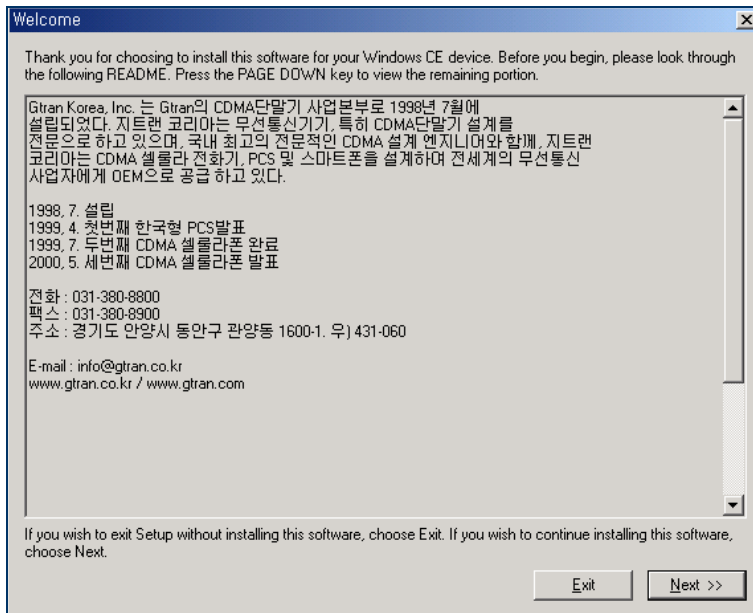 Welcome
Thank you for choosing to install this software for your Windows CE device. Before you begin, please look through
the following README. Press the PAGE DOWN key to view the remaining portion.
Gtran Korea, Inc. 는 Gtran의 CDMA단말기 사업본부로 1998년 7월에
설립되었다. 지트랜 코리아는 무선통신기기, 특히 CDMA단말기 설계를
전문으로 하고 있으며, 국내 최고의 전문적인 CDMA 설계 엔지니어와 함께, 지트랜
코리아는 CDMA 셀룰라 전화기, PCS 및 스마트폰을 설계하여 전세계의 무선통신
사업자에게 OEM으로 공급 하고 있다.
1998, 7. 설립
1999, 4. 첫번째 한국형 PCS발표
1999, 7. 두번째 CDMA 셀룰라폰 완료
2000, 5. 세번째 CDMA 셀룰라폰 발표
전화 : 031-380-8800
팩스 : 031-380-8900
주소 : 경기도 안양시 동안구 관양동 1600-1. 우) 431-060
E-mail : info@gtran.co.kr
www.gtran.co.kr / www.gtran.com
If you wish to exit Setup without installing this software, choose Exit. If you wish to continue installing this software,
choose Next.
Exit
Next >>